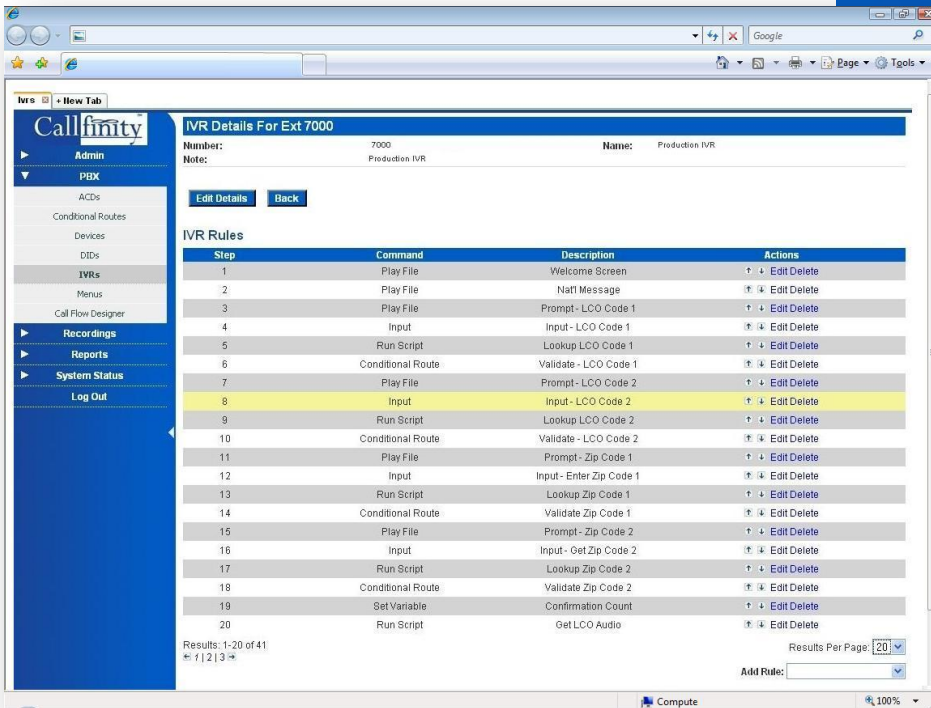 Google
Page
Tools
Ivrs
+ New Tab
Callfinity
Admin
PBX
ACDs
Conditional Routes
Devices
DIDs
IVRs
Menus
Call Flow Designer
Recordings
Reports
System Status
Log Out
IVR Details For Ext 7000
Number: 7000 Name: Production IVR
Note: Production IVR
Edit Details Back
IVR Rules
Step Command Description Actions
1 Play File Welcome Screen Edit Delete
2 Play File Nat'l Message Edit Delete
3 Play File Prompt - LCO Code 1 Edit Delete
4 Input Input - LCO Code 1 Edit Delete
5 Run Script Lookup LCO Code 1 Edit Delete
6 Conditional Route Validate - LCO Code 1 Edit Delete
7 Play File Prompt - LCO Code 2 Edit Delete
8 Input Input - LCO Code 2 Edit Delete
9 Run Script Lookup LCO Code 2 Edit Delete
10 Conditional Route Validate - LCO Code 2 Edit Delete
11 Play File Prompt - Zip Code 1 Edit Delete
12 Input Input - Enter Zip Code 1 Edit Delete
13 Run Script Lookup Zip Code 1 Edit Delete
14 Conditional Route Validate Zip Code 1 Edit Delete
15 Play File Prompt - Zip Code 2 Edit Delete
16 Input Input - Get Zip Code 2 Edit Delete
17 Run Script Lookup Zip Code 2 Edit Delete
18 Conditional Route Validate Zip Code 2 Edit Delete
19 Set Variable Confirmation Count Edit Delete
20 Run Script Get LCO Audio Edit Delete
Results: 1-20 of 41
1 | 2 | 3
Results Per Page: 20
Add Rule:
Compute
100%